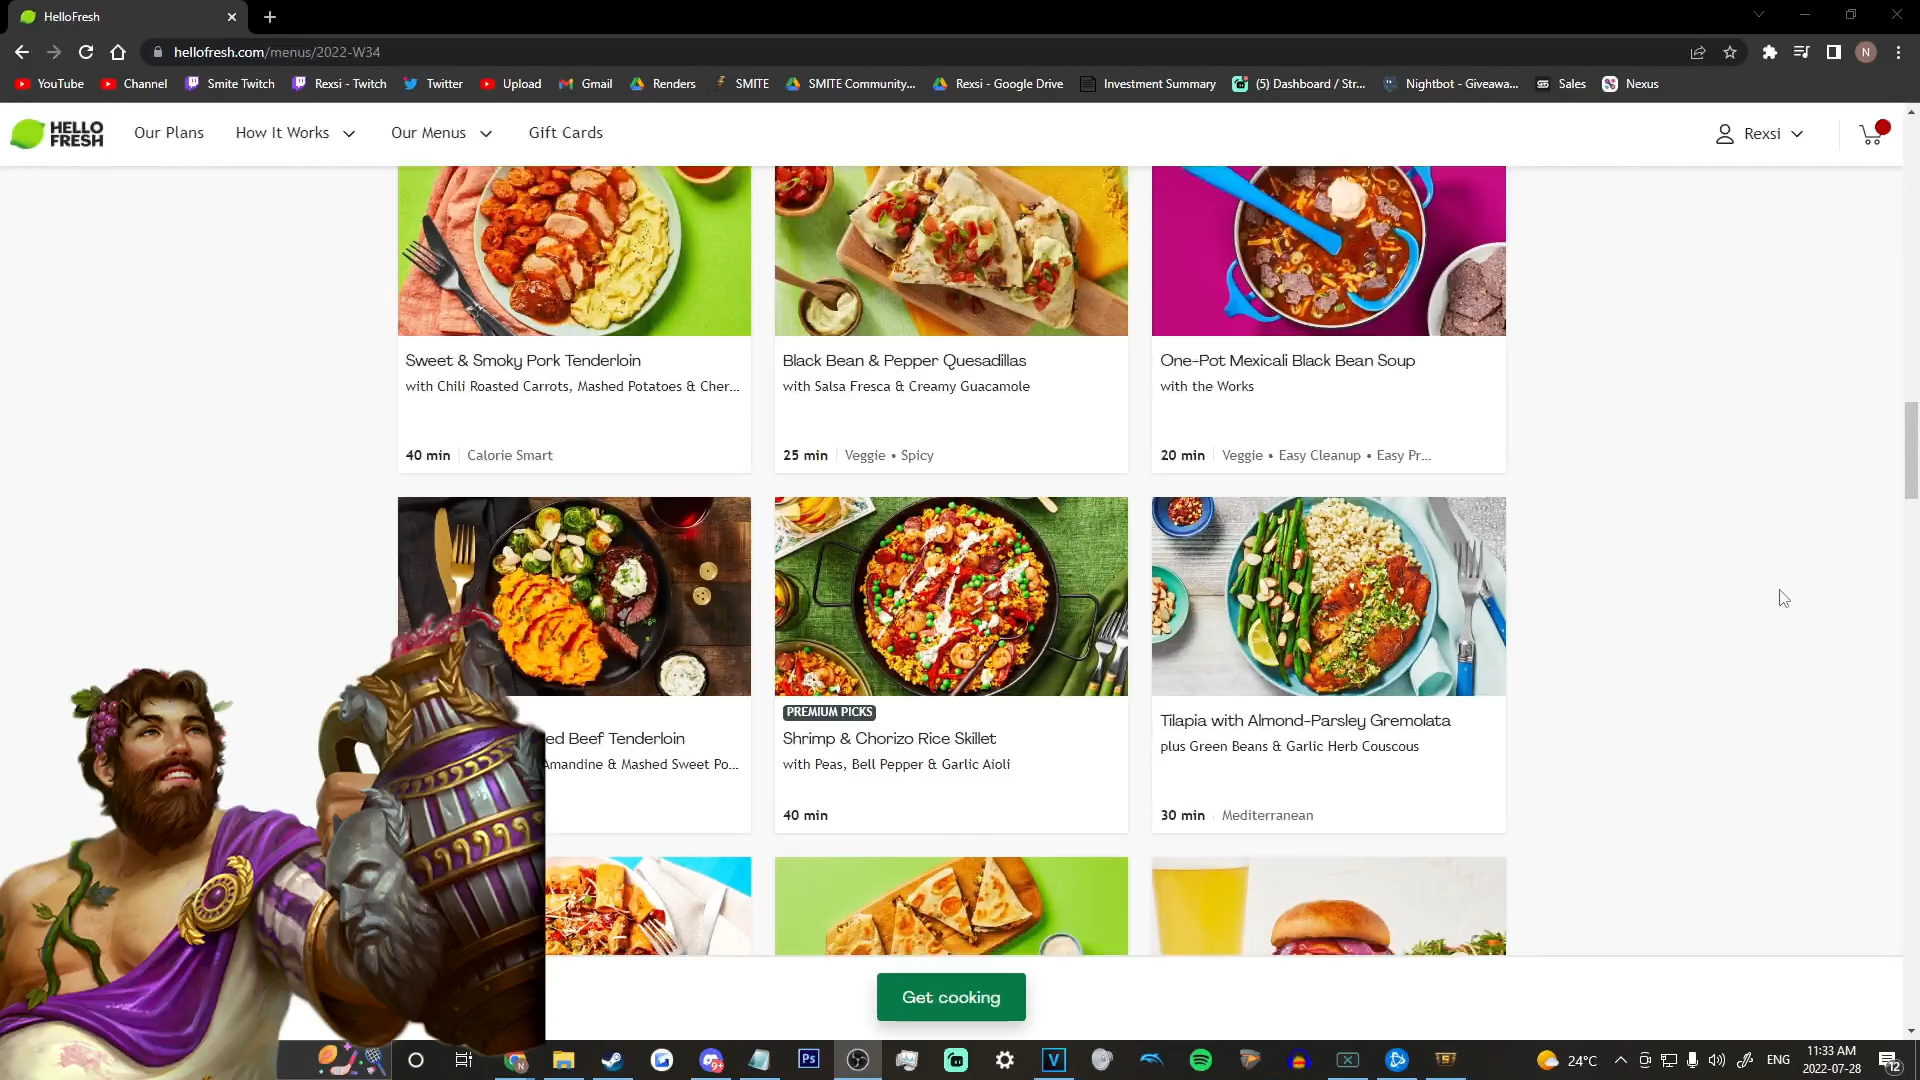 HelloFresh
hellofresh.com/menus/2022-W34
YouTube
Channel
Smite Twitch
Rexsi - Twitch
Twitter
Upload
Gmail
Renders
SMITE
SMITE Community...
Rexsi - Google Drive
Investment Summary
(5) Dashboard / Str...
Nightbot - Giveawa...
Sales
Nexus
N
HELLO
FRESH
Our Plans
How It Works
Our Menus
Gift Cards
Rexsi
Sweet & Smoky Pork Tenderloin
with Chili Roasted Carrots, Mashed Potatoes & Cher...
40 min
Calorie Smart
Black Bean & Pepper Quesadillas
with Salsa Fresca & Creamy Guacamole
25 min
Veggie • Spicy
One-Pot Mexicali Black Bean Soup
with the Works
20 min
Veggie • Easy Cleanup • Easy Pr...
ed Beef Tenderloin
Amandine & Mashed Sweet Po...
PREMIUM PICKS
Shrimp & Chorizo Rice Skillet
with Peas, Bell Pepper & Garlic Aioli
40 min
Tilapia with Almond-Parsley Gremolata
plus Green Beans & Garlic Herb Couscous
30 min
Mediterranean
Get cooking
Ps
V
24°C
ENG
11:33 AM
2022-07-28
12